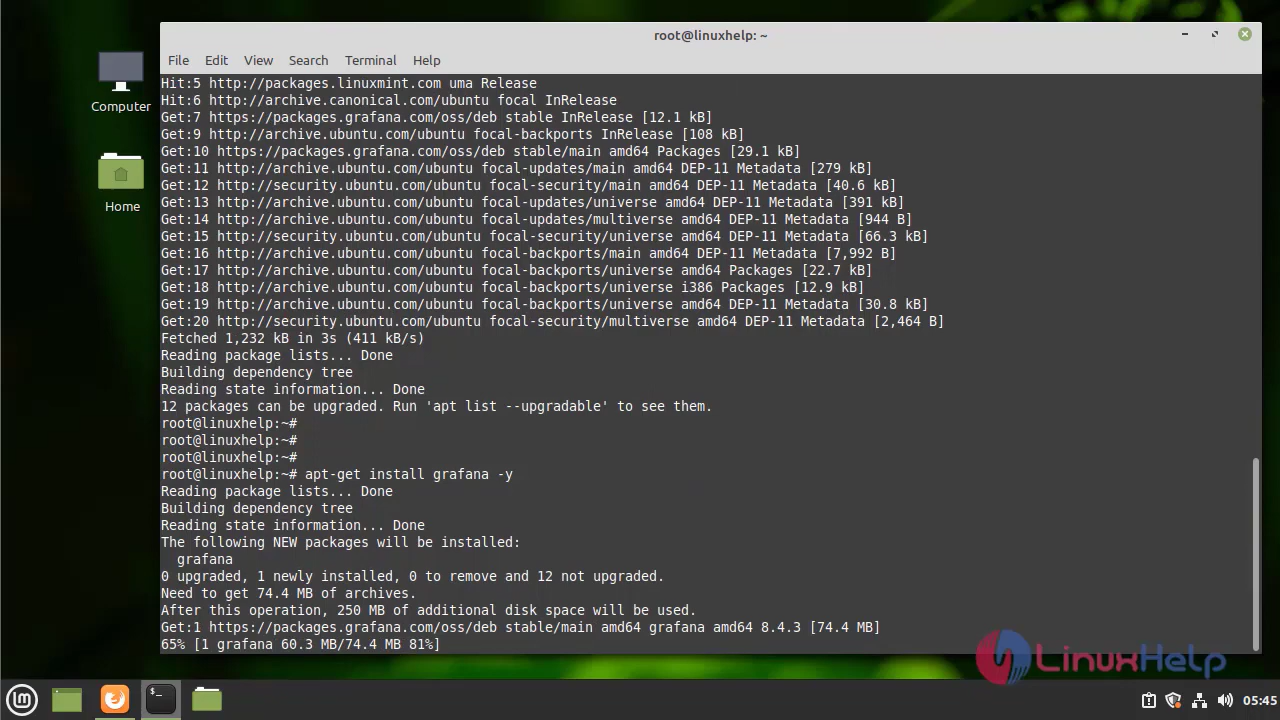 root@linuxhelp: ~
File Edit View Search Terminal Help
Computer
Home
Hit:5 http://packages.linuxmint.com uma Release
Hit:6 http://archive.canonical.com/ubuntu focal InRelease
Get:7 https://packages.grafana.com/oss/deb stable InRelease [12.1 kB]
Get:9 http://archive.ubuntu.com/ubuntu focal-backports InRelease [108 kB]
Get:10 https://packages.grafana.com/oss/deb stable/main amd64 Packages [29.1 kB]
Get:11 http://archive.ubuntu.com/ubuntu focal-updates/main amd64 DEP-11 Metadata [279 kB]
Get:12 http://security.ubuntu.com/ubuntu focal-security/main amd64 DEP-11 Metadata [40.6 kB]
Get:13 http://archive.ubuntu.com/ubuntu focal-updates/universe amd64 DEP-11 Metadata [391 kB]
Get:14 http://archive.ubuntu.com/ubuntu focal-updates/multiverse amd64 DEP-11 Metadata [944 B]
Get:15 http://security.ubuntu.com/ubuntu focal-security/universe amd64 DEP-11 Metadata [66.3 kB]
Get:16 http://archive.ubuntu.com/ubuntu focal-backports/main amd64 DEP-11 Metadata [7,992 B]
Get:17 http://archive.ubuntu.com/ubuntu focal-backports/universe amd64 Packages [22.7 kB]
Get:18 http://archive.ubuntu.com/ubuntu focal-backports/universe i386 Packages [12.9 kB]
Get:19 http://archive.ubuntu.com/ubuntu focal-backports/universe amd64 DEP-11 Metadata [30.8 kB]
Get:20 http://security.ubuntu.com/ubuntu focal-security/multiverse amd64 DEP-11 Metadata [2,464 B]
Fetched 1,232 kB in 3s (411 kB/s)
Reading package lists... Done
Building dependency tree
Reading state information... Done
12 packages can be upgraded. Run 'apt list --upgradable' to see them.
root@linuxhelp:~#
root@linuxhelp:~#
root@linuxhelp:~#
root@linuxhelp:~# apt-get install grafana -y
Reading package lists... Done
Building dependency tree
Reading state information... Done
The following NEW packages will be installed:
grafana
0 upgraded, 1 newly installed, 0 to remove and 12 not upgraded.
Need to get 74.4 MB of archives.
After this operation, 250 MB of additional disk space will be used.
Get:1 https://packages.grafana.com/oss/deb stable/main amd64 grafana amd64 8.4.3 [74.4 MB]
65% [1 grafana 60.3 MB/74.4 MB 81%]
LinuxHelp
05:45